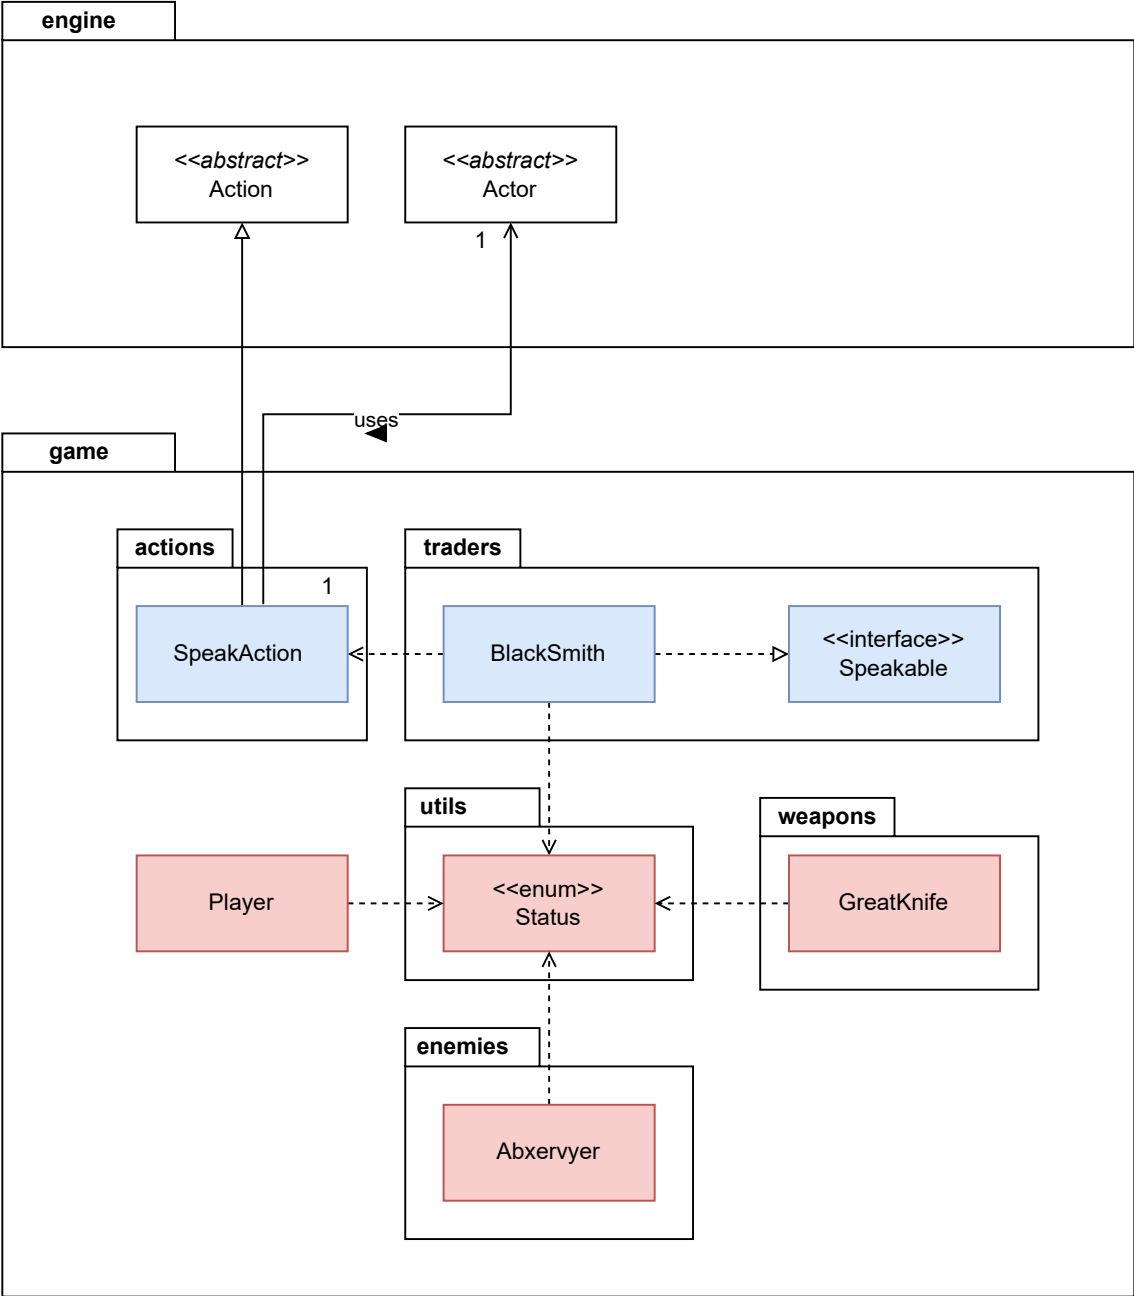 engine
<<abstract>>
Action
<<abstract>>
Actor
1
uses
game
actions
traders
1
SpeakAction
BlackSmith
<<interface>>
Speakable
utils
weapons
Player
<<enum>>
Status
GreatKnife
enemies
Abxervyer